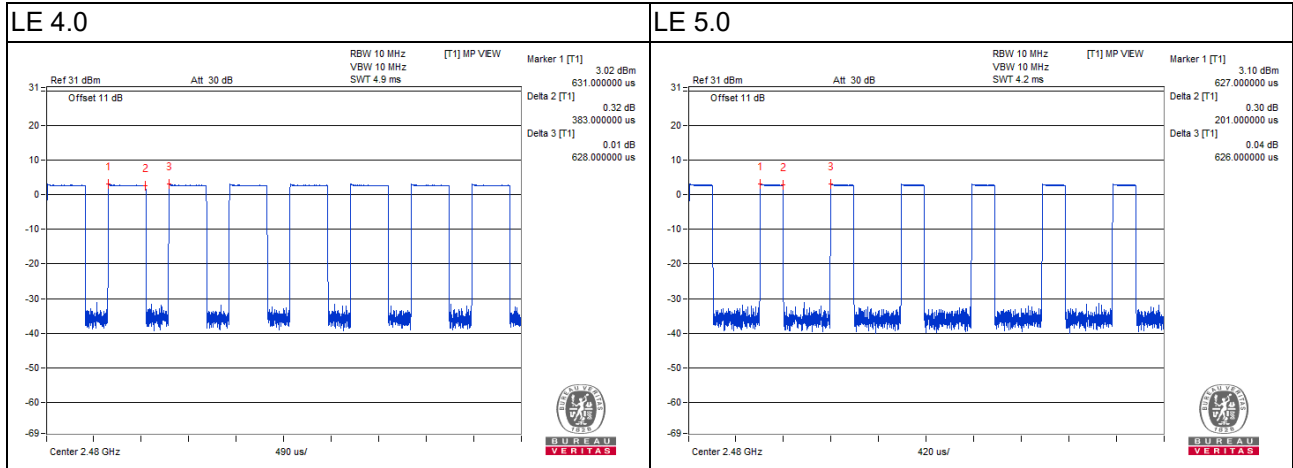 LE 4.0
RBW 10 MHz
[T1] MP VIEW
VBW 10 MHz
Ref 31 dBm
Att 30 dB
SWT 4.9 ms
Marker 1 [T1]
3.02 dBm
631.000000 us
Delta 2 [T1]
0.32 dB
383.000000 us
Delta 3 [T1]
0.01 dB
628.000000 us
31
Offset 11 dB
20
10
0
-10
-20
-30
-40
-50
-60
-69
1
2
3
Center 2.48 GHz
490 us/
BUREAU VERITAS
1828
BUREAU
VERITAS
LE 5.0
RBW 10 MHz
[T1] MP VIEW
VBW 10 MHz
Ref 31 dBm
Att 30 dB
SWT 4.2 ms
Marker 1 [T1]
3.10 dBm
627.000000 us
Delta 2 [T1]
0.30 dB
201.000000 us
Delta 3 [T1]
0.04 dB
626.000000 us
31
Offset 11 dB
20
10
0
-10
-20
-30
-40
-50
-60
-69
1
2
3
Center 2.48 GHz
420 us/
BUREAU VERITAS
1828
BUREAU
VERITAS